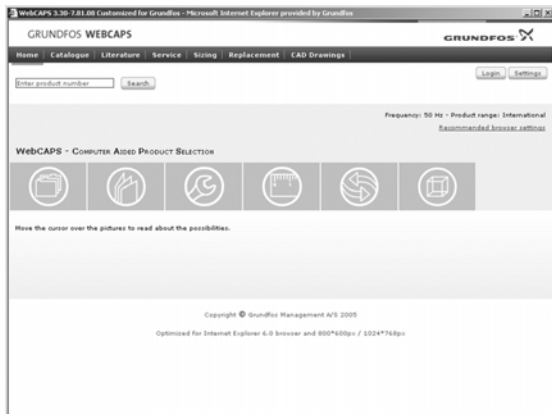 WebCAPS 3.30-7.01.08 Customized for Grundfos - Microsoft Internet Explorer provided by Grundfos
GRUNDFOS WEBCAPS
GRUNDFOS
Home Catalogue Literature Service Sizing Replacement CAD Drawings
Login Settings
Enter product number Search
Frequency: 50 Hz - Product range: International
Recommended browser settings
WebCAPS - Computer Aided Product Selection
Move the cursor over the pictures to read about the possibilities.
Copyright © Grundfos Management A/S 2005
Optimized for Internet Explorer 6.0 browser and 800*600px / 1024*768px